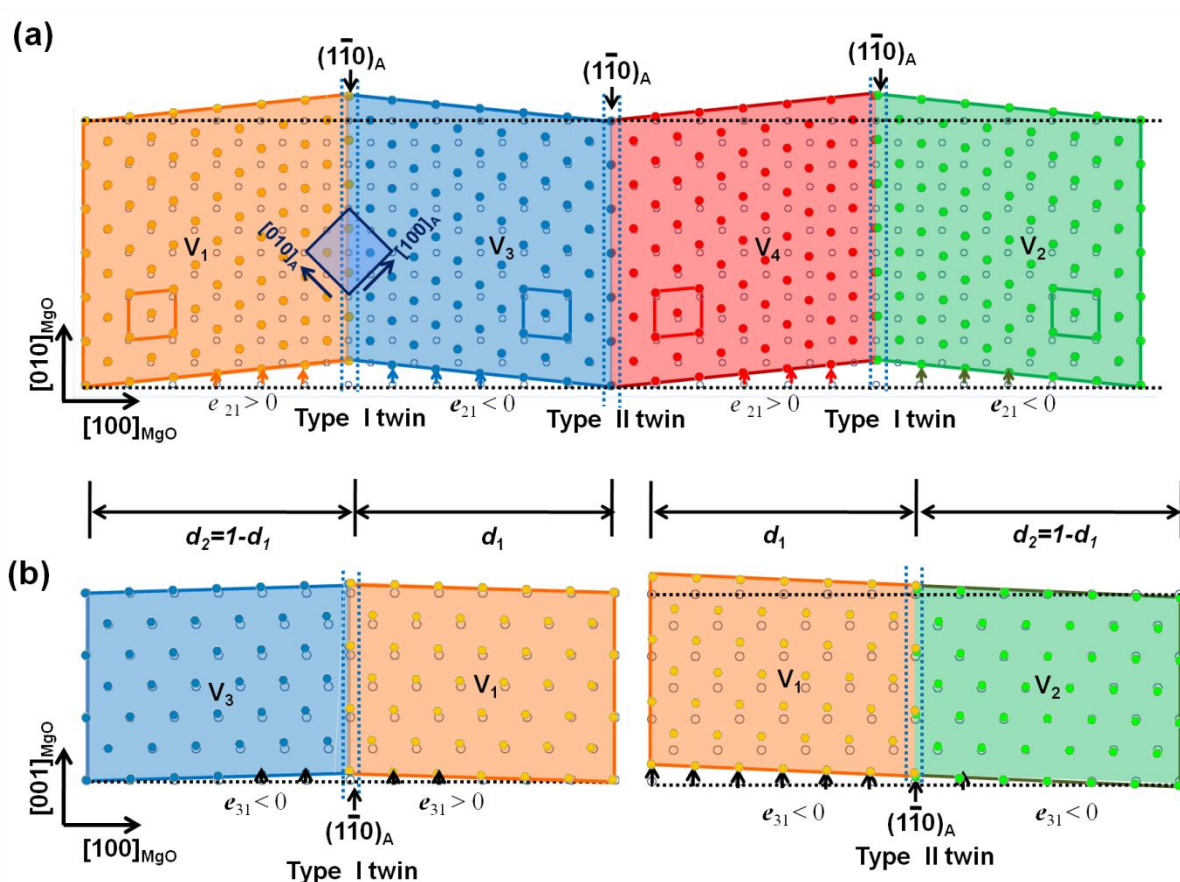 (a)
(11̅0)A
(11̅0)A
(11̅0)A
[010]A
[100]A
V1
V3
V4
V2
[010]MgO
[100]MgO
e 21 > 0
Type I twin
e21 < 0
Type II twin
e 21 > 0
Type I twin
e21 < 0
d2=1-d1
d1
d1
d2=1-d1
(b)
V3
V1
V1
V2
[001]MgO
[100]MgO
e31 < 0
e31 > 0
e31 < 0
e31 < 0
(11̅0)A
(11̅0)A
Type I twin
Type II twin